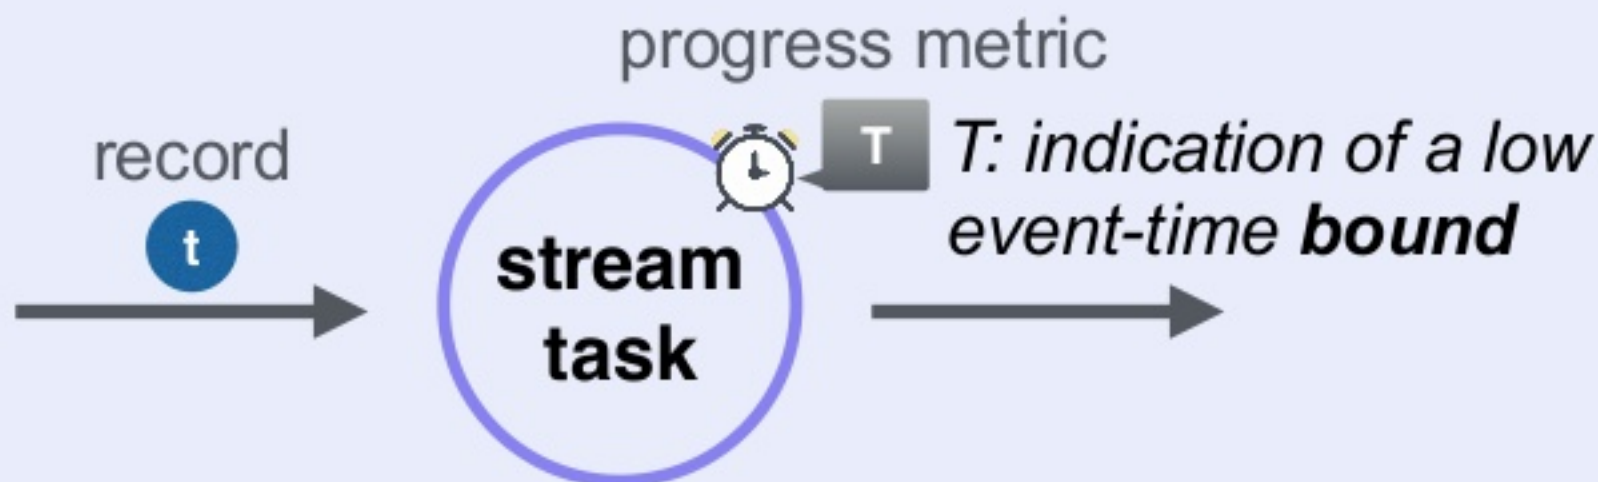 progress metric
record
t
T
T: indication of a low
event-time bound
stream
task